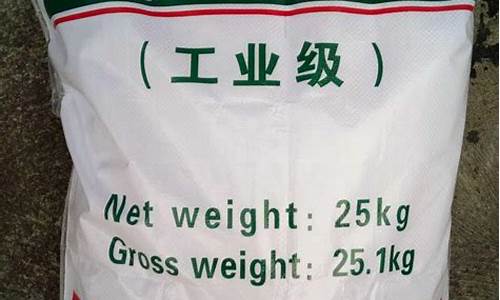 (工业级)
Net weight: 25kg
Gross weight: 25.1kg